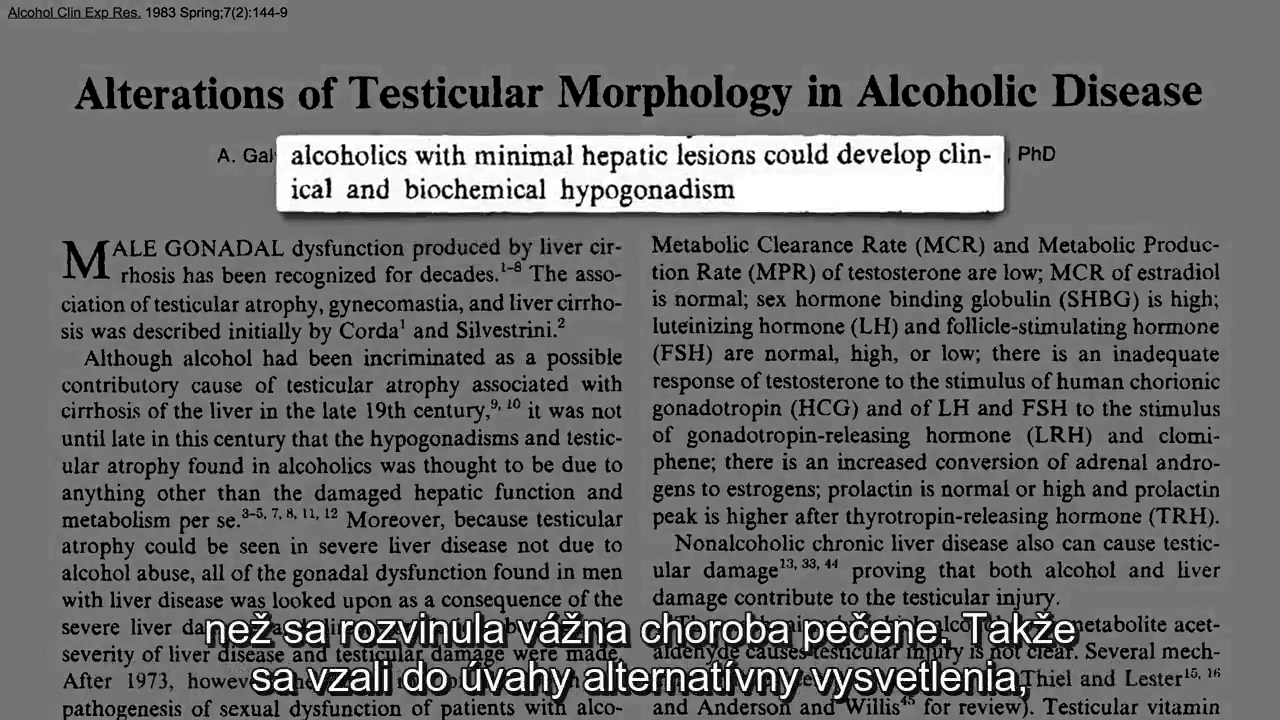 Alcohol Clin Exp Res. 1983 Spring;7(2):144-9
Alterations of Testicular Morphology in Alcoholic Disease
A. Gal
PhD
alcoholics with minimal hepatic lesions could develop clin-
ical and biochemical hypogonadism
MALE GONADAL dysfunction produced by liver cir-
rhosis has been recognized for decades.1–8 The asso-
ciation of testicular atrophy, gynecomastia, and liver cirrho-
sis was described initially by Corda1 and Silvestrini.2
Although alcohol had been incriminated as a possible
contributory cause of testicular atrophy associated with
cirrhosis of the liver in the late 19th century,9, 10 it was not
until late in this century that the hypogonadisms and testic-
ular atrophy found in alcoholics was thought to be due to
anything other than the damaged hepatic function and
metabolism per se.3–5, 7, 8, 11, 12 Moreover, because testicular
atrophy could be seen in severe liver disease not due to
alcohol abuse, all of the gonadal dysfunction found in men
with liver disease was looked upon as a consequence of the
severe liver
severity of liver disease and testicular damage were made.
After 1973,
pathogenesis of sexual dysfunction of patients with alco-
Metabolic Clearance Rate (MCR) and Metabolic Produc-
tion Rate (MPR) of testosterone are low; MCR of estradiol
is normal; sex hormone binding globulin (SHBG) is high;
luteinizing hormone (LH) and follicle-stimulating hormone
(FSH) are normal, high, or low; there is an inadequate
response of testosterone to the stimulus of human chorionic
gonadotropin (HCG) and of LH and FSH to the stimulus
of gonadotropin-releasing hormone (LRH) and clomi-
phene; there is an increased conversion of adrenal andro-
gens to estrogens; prolactin is normal or high and prolactin
peak is higher after thyrotropin-releasing hormone (TRH).
Nonalcoholic chronic liver disease also can cause testic-
ular damage13, 33, 44 proving that both alcohol and liver
damage contribute to the testicular injury.
metabolite acet-
aldehyde causes testicular injury is not clear. Several mech-
Thiel and Lester15, 16
and Anderson and Willis45 for review). Testicular vitamin
než sa rozvinula vážna choroba pečene. Takže
sa vzali do úvahy alternatívny vysvetlenia,